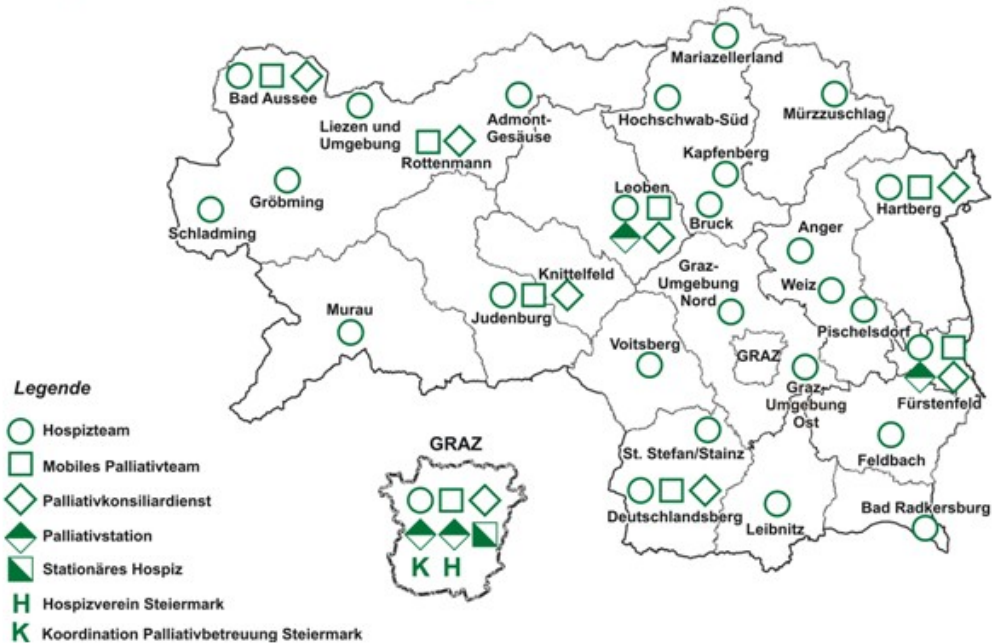 Mariazellerland
Bad Aussee
Liezen und
Umgebung
Admont-
Gesäuse
Hochschwab-Süd
Mürzzuschlag
Rottenmann
Kapfenberg
Gröbming
Leoben
Hartberg
Schladming
Bruck
Anger
Knittelfeld
Graz-
Umgebung
Nord
Weiz
Judenburg
Murau
Pischelsdorf
Voitsberg
GRAZ
Graz-
Umgebung
Ost
Fürstenfeld
Legende
Hospizteam
Mobiles Palliativteam
Palliativkonsiliardienst
Palliativstation
Stationäres Hospiz
H Hospizverein Steiermark
K Koordination Palliativbetreuung Steiermark
GRAZ
K H
St. Stefan/Stainz
Feldbach
Deutschlandsberg
Leibnitz
Bad Radkersburg